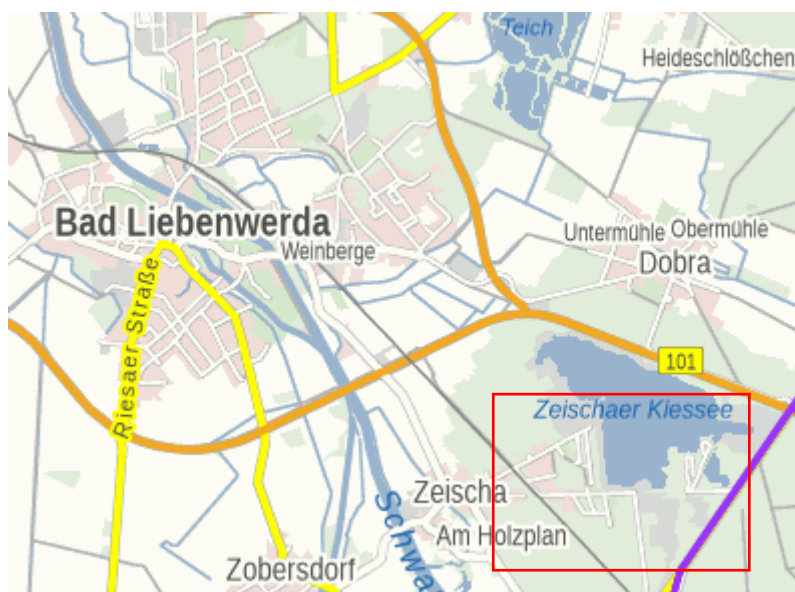 Teich
Heideschlößchen
Bad Liebenwerda
Weinberge
Untermühle
Obermühle
Dobra
Riesaer Straße
101
Zeischaer Kiessee
Zeischa
Am Holzplan
Schwa
Zobersdorf